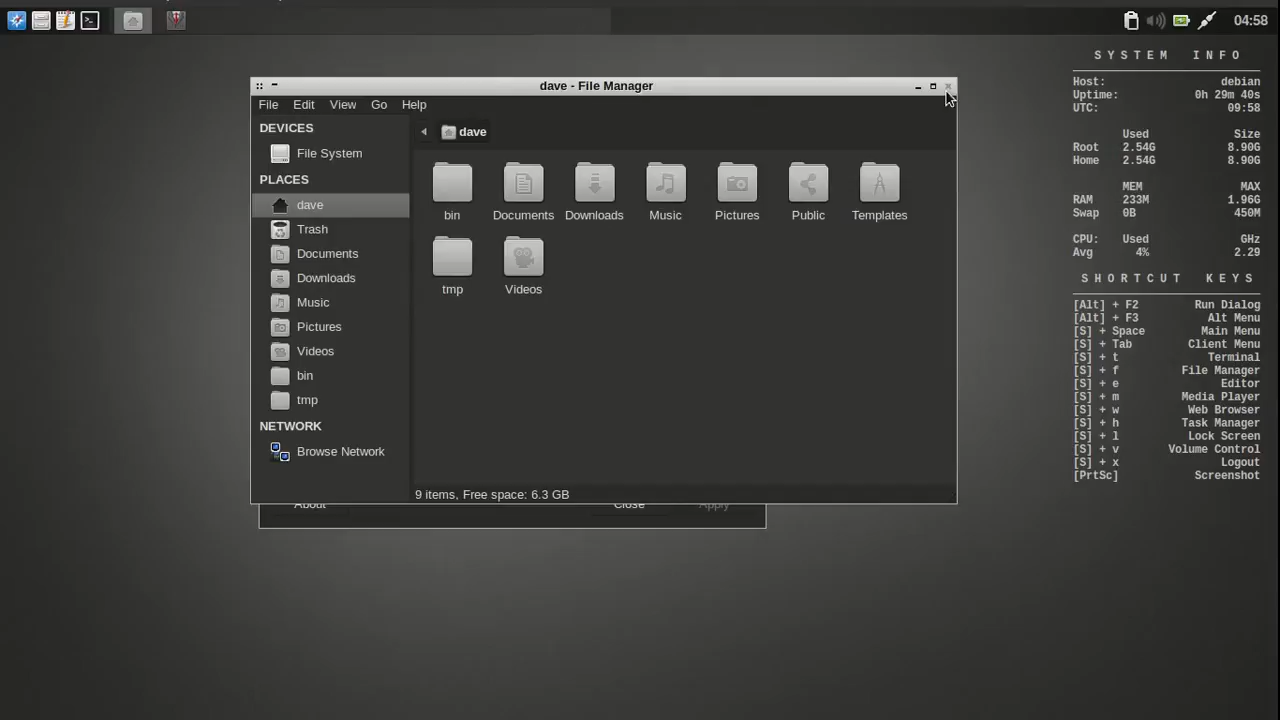 04:58
dave - File Manager
File Edit View Go Help
DEVICES
File System
PLACES
dave
Trash
Documents
Downloads
Music
Pictures
Videos
bin
tmp
NETWORK
Browse Network
dave
bin Documents Downloads Music Pictures Public Templates
tmp Videos
9 items, Free space: 6.3 GB
About Close Apply
SYSTEM INFO
Host: debian
Uptime: 0h 29m 40s
UTC: 09:58
Used Size
Root 2.54G 8.90G
Home 2.54G 8.90G
MEM MAX
RAM 233M 1.96G
Swap 0B 450M
CPU: Used GHz
Avg 4% 2.29
SHORTCUT KEYS
[Alt] + F2 Run Dialog
[Alt] + F3 Alt Menu
[S] + Space Main Menu
[S] + Tab Client Menu
[S] + t Terminal
[S] + f File Manager
[S] + e Editor
[S] + m Media Player
[S] + w Web Browser
[S] + h Task Manager
[S] + l Lock Screen
[S] + v Volume Control
[S] + x Logout
[PrtSc] Screenshot